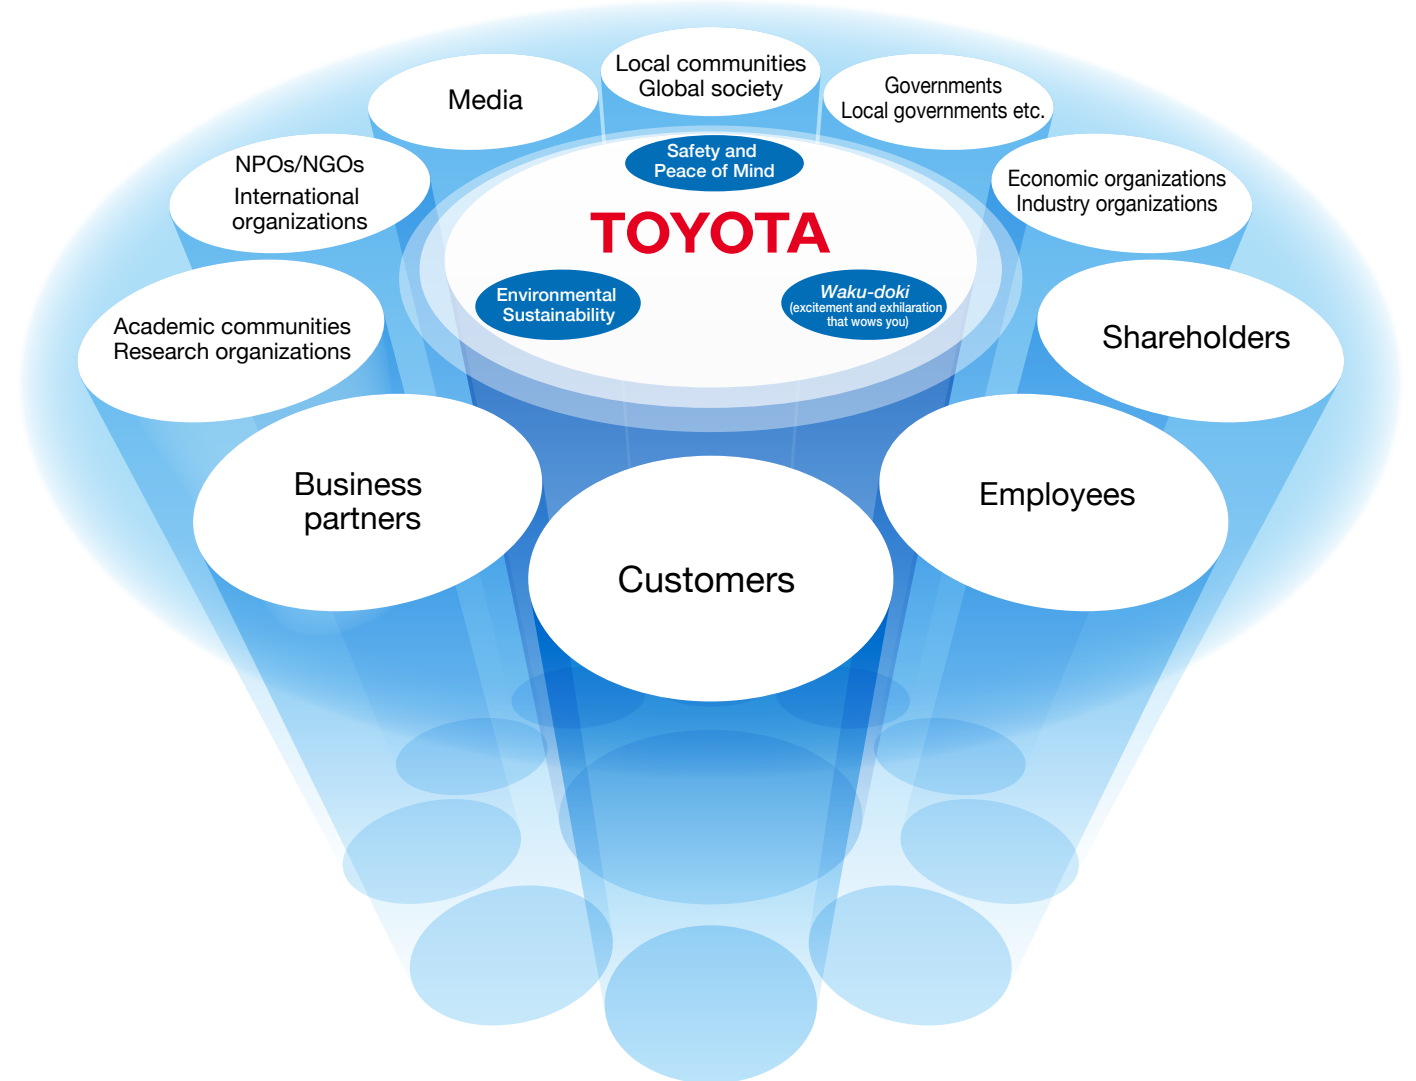 Local communities
Global society
Media
Governments
Local governments etc.
NPOs/NGOs
International
organizations
Safety and
Peace of Mind
Economic organizations
Industry organizations
TOYOTA
Environmental
Sustainability
Waku-doki
(excitement and exhilaration
that wows you)
Academic communities
Research organizations
Shareholders
Business
partners
Employees
Customers